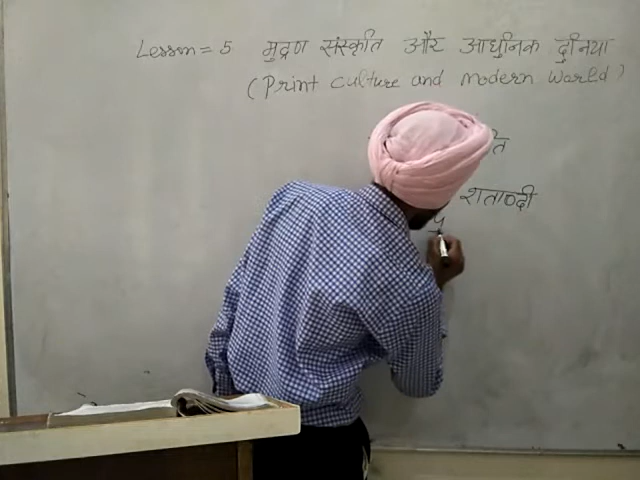 Lesson = 5 मुद्रण संस्कृति और आधुनिक दुनिया
(Print culture and modern world)
शताब्दी